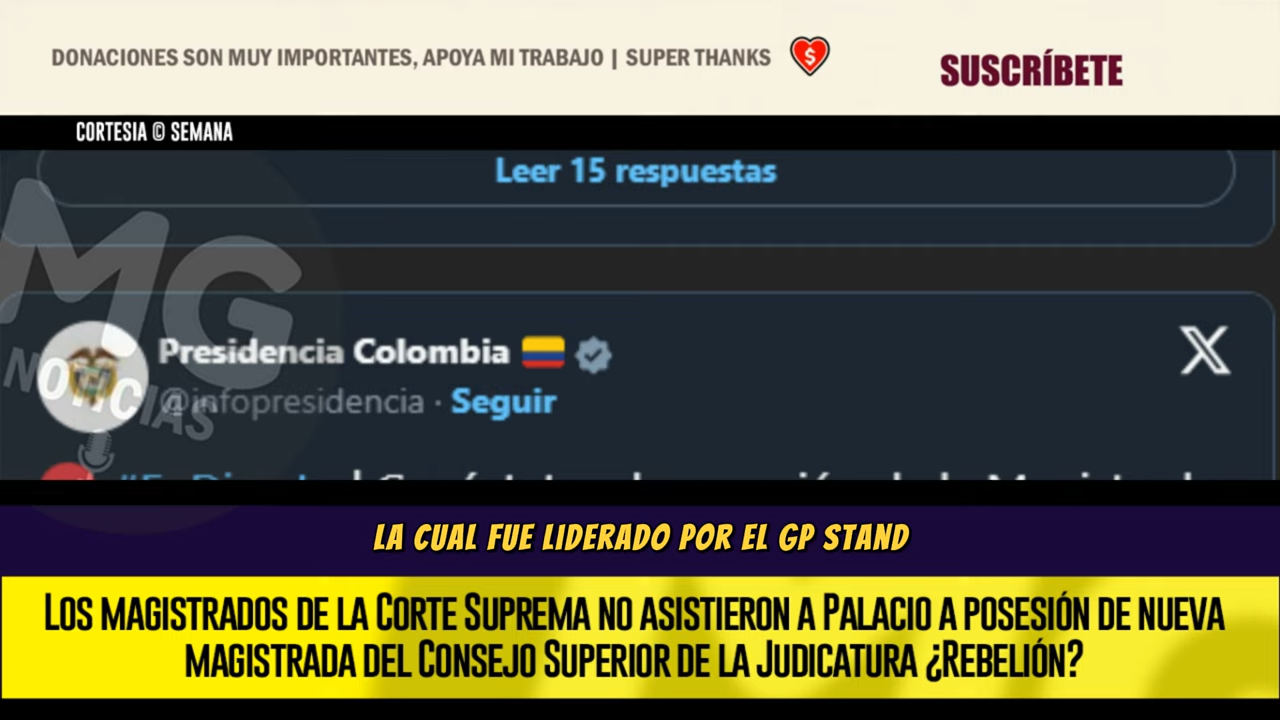 DONACIONES SON MUY IMPORTANTES, APOYA MI TRABAJO | SUPER THANKS
SUSCRÍBETE
CORTESIA © SEMANA
Leer 15 respuestas
MG
NOTICIAS
Presidencia Colombia
@infopresidencia · Seguir
LA CUAL FUE LIDERADO POR EL GP STAND
LOS MAGISTRADOS DE LA CORTE SUPREMA NO ASISTIERON A PALACIO A POSESIÓN DE NUEVA
MAGISTRADA DEL CONSEJO SUPERIOR DE LA JUDICATURA ¿REBELIÓN?